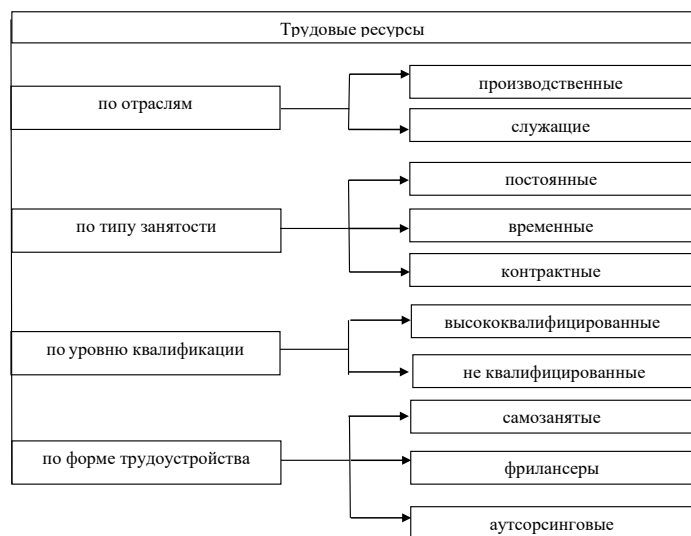 Трудовые ресурсы
по отраслям
производственные
служащие
по типу занятости
постоянные
временные
контрактные
по уровню квалификации
высококвалифицированные
не квалифицированные
по форме трудоустройства
самозанятые
фрилансеры
аутсорсинговые